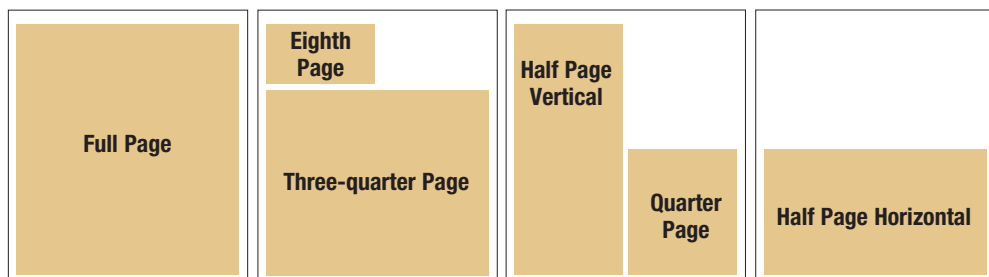 Full Page
Eighth
Page
Three-quarter Page
Half Page
Vertical
Quarter
Page
Half Page Horizontal